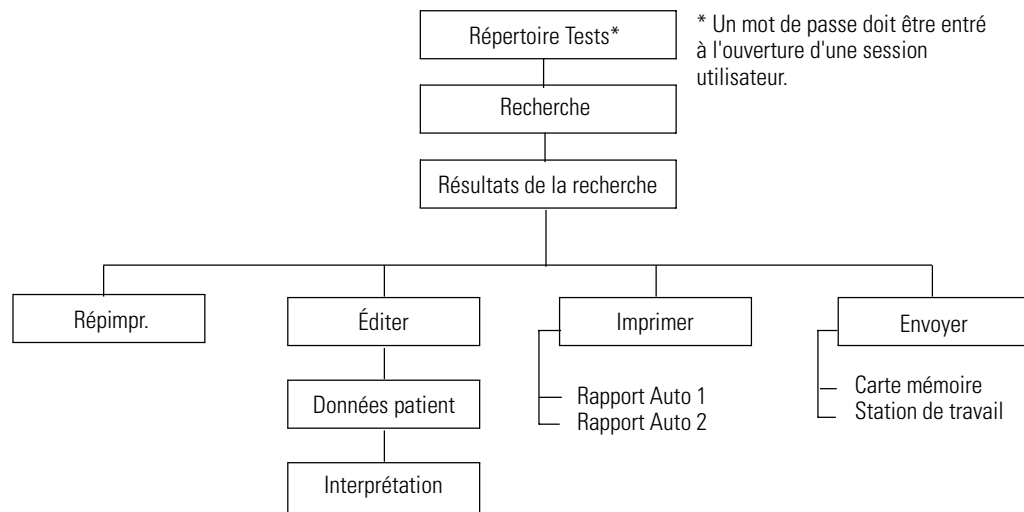 Répertoire Tests*
* Un mot de passe doit être entré
à l'ouverture d'une session
utilisateur.
Recherche
Résultats de la recherche
Répimpr.
Éditer
Imprimer
Envoyer
Données patient
Rapport Auto 1
Rapport Auto 2
Carte mémoire
Station de travail
Interprétation